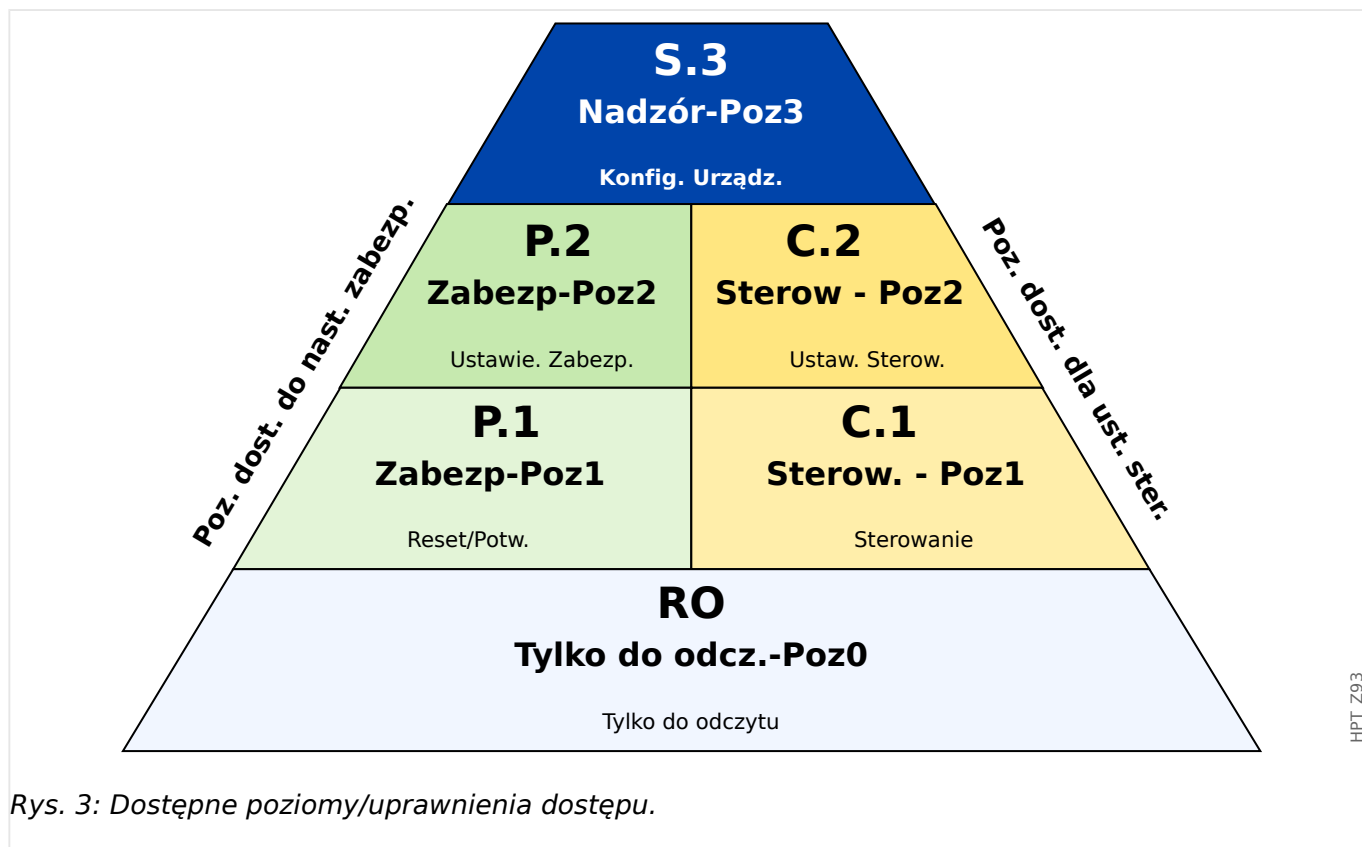 S.3
Nadzór-Poz3
Konfig. Urządz.
Poz. dost. do nast. zabezp.
P.2
Zabezp-Poz2
Ustawie. Zabezp.
C.2
Sterow - Poz2
Ustaw. Sterow.
Poz. dost. dla ust. ster.
P.1
Zabezp-Poz1
Reset/Potw.
C.1
Sterow. - Poz1
Sterowanie
RO
Tylko do odcz.-Poz0
Tylko do odczytu
HPT_Z93
Rys. 3: Dostępne poziomy/uprawnienia dostępu.